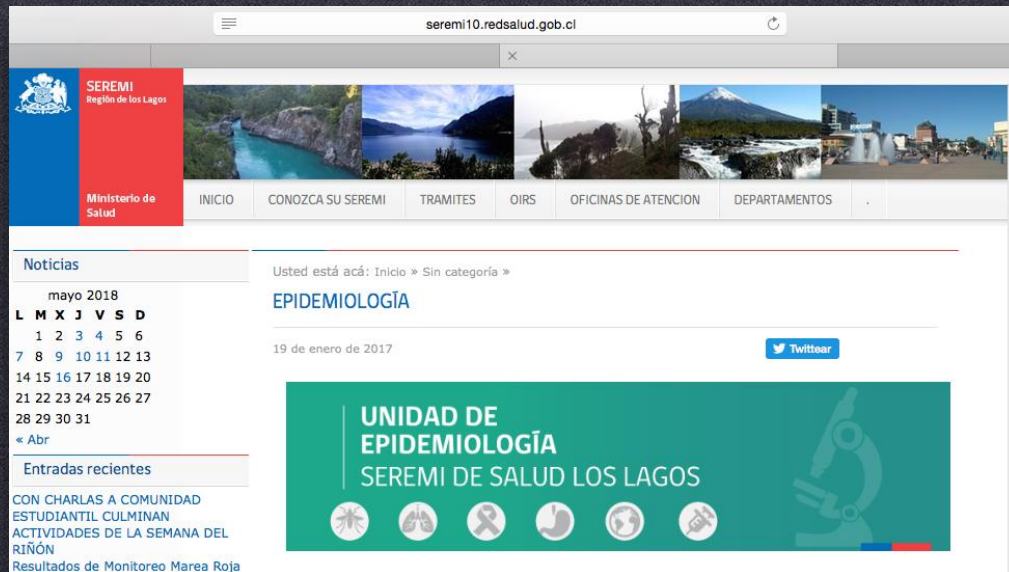 seremi10.redsalud.gob.cl
SEREMI
Región de los Lagos
Ministerio de
Salud
INICIO
CONOZCA SU SEREMI
TRAMITES
OIRS
OFICINAS DE ATENCION
DEPARTAMENTOS
.
Noticias
mayo 2018
L M X J V S D
1 2 3 4 5 6
7 8 9 10 11 12 13
14 15 16 17 18 19 20
21 22 23 24 25 26 27
28 29 30 31
« Abr
Entradas recientes
CON CHARLAS A COMUNIDAD
ESTUDIANTIL CULMINAN
ACTIVIDADES DE LA SEMANA DEL
RIÑÓN
Resultados de Monitoreo Marea Roja
Usted está acá: Inicio » Sin categoría »
EPIDEMIOLOGÍA
19 de enero de 2017
Twittear
UNIDAD DE
EPIDEMIOLOGÍA
SEREMI DE SALUD LOS LAGOS